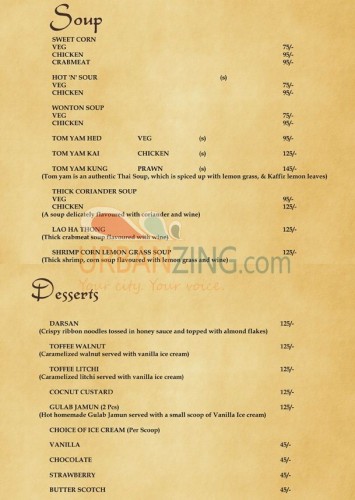 Soup
SWEET CORN
VEG 75/-
CHICKEN 95/-
CRABMEAT 95/-
HOT 'N' SOUR (s)
VEG 75/-
CHICKEN 95/-
WONTON SOUP
VEG 75/-
CHICKEN 95/-
TOM YAM HED VEG (s) 95/-
TOM YAM KAI CHICKEN (s) 125/-
TOM YAM KUNG PRAWN (s) 145/-
(Tom yam is an authentic Thai Soup, which is spiced up with lemon grass, & Kaffir lemon leaves)
THICK CORIANDER SOUP
VEG 95/-
CHICKEN 125/-
(A soup delicately flavoured with coriander and wine)
LAO HA THONG 125/-
(Thick crabmeat soup flavoured with wine)
SHRIMP CORN LEMON GRASS SOUP 125/-
(Thick shrimp, corn soup flavoured with lemon grass and wine)
URBANZING.com
Your city. Your voice.
Desserts
DARSAN 125/-
(Crispy ribbon noodles tossed in honey sauce and topped with almond flakes)
TOFFEE WALNUT 125/-
(Caramelized walnut served with vanilla ice cream)
TOFFEE LITCHI 125/-
(Caramelized litchi served with vanilla ice cream)
COCNUT CUSTARD 125/-
GULAB JAMUN (2 Pcs) 125/-
(Hot homemade Gulab Jamun served with a small scoop of Vanilla Ice cream)
CHOICE OF ICE CREAM (Per Scoop)
VANILLA 45/-
CHOCOLATE 45/-
STRAWBERRY 45/-
BUTTER SCOTCH 45/-